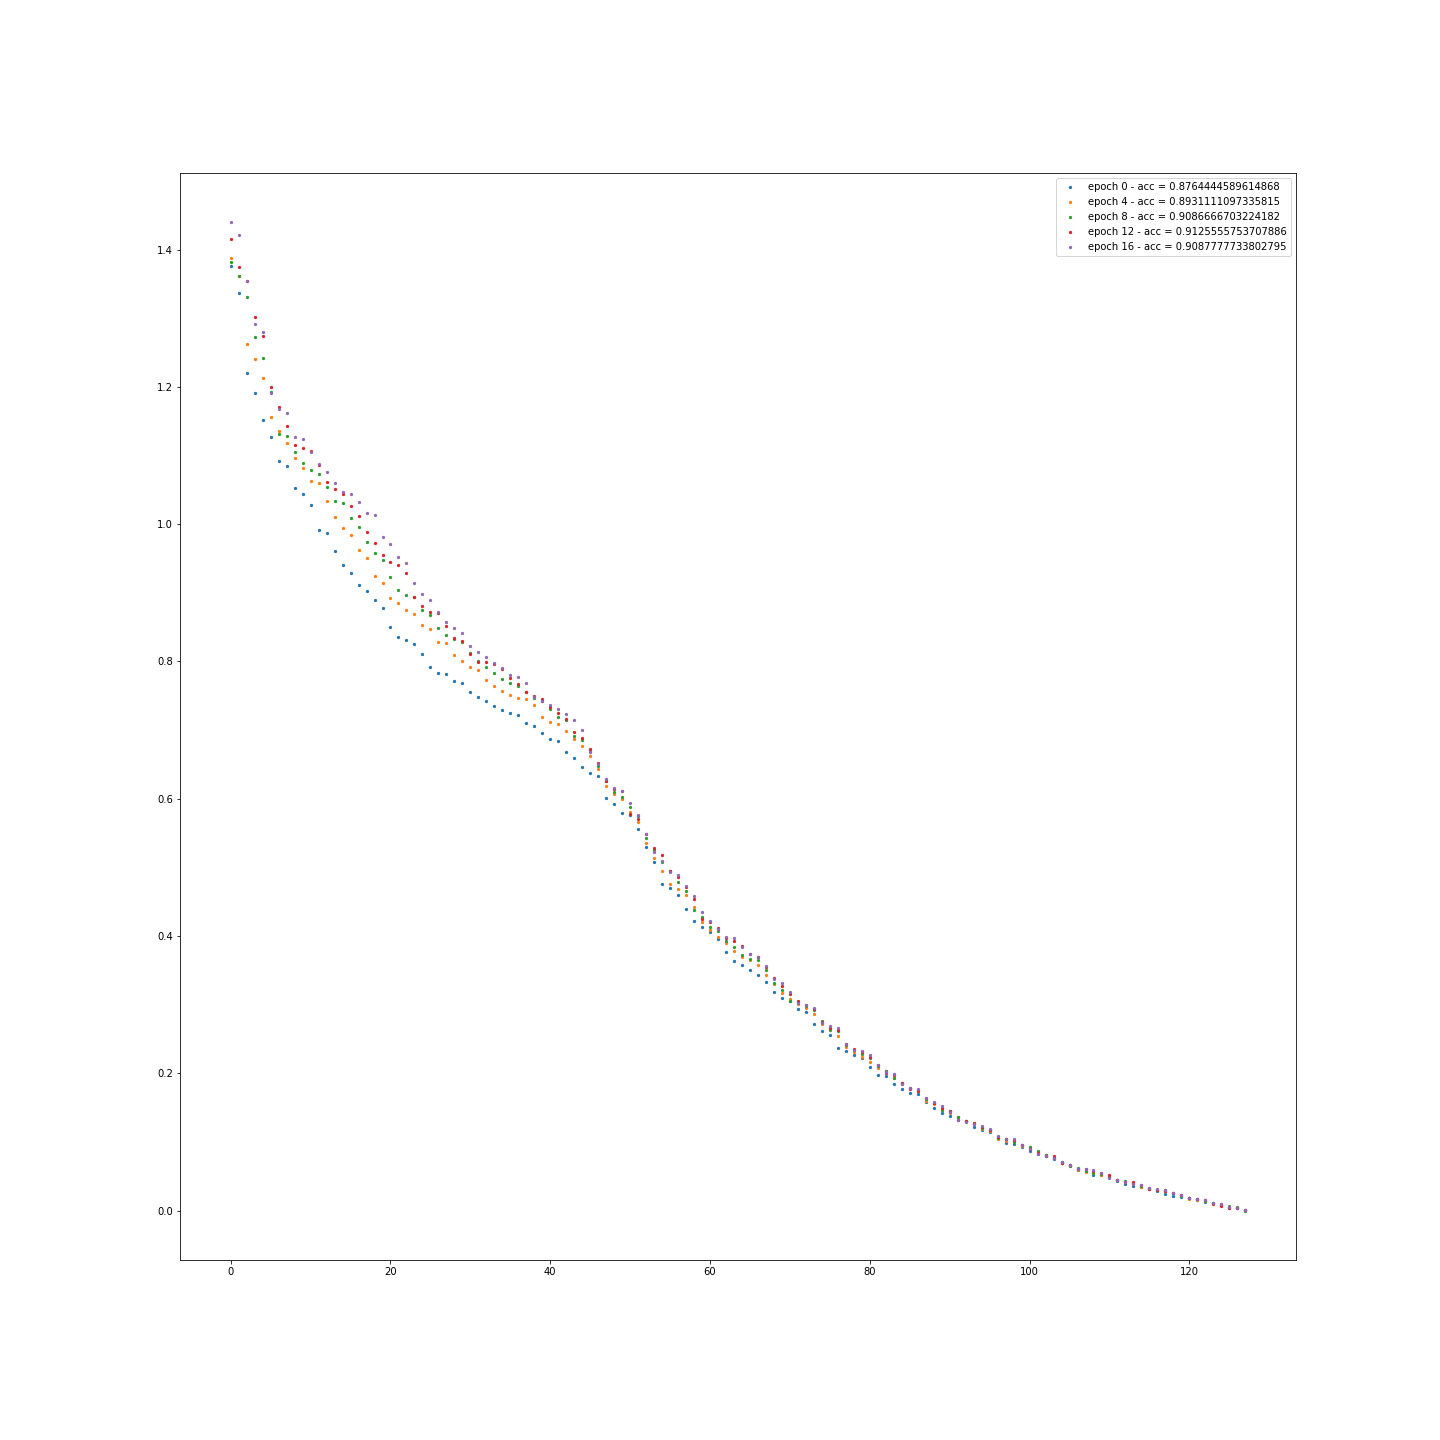 epoch 0 - acc = 0.8764444589614868
epoch 4 - acc = 0.8931111097335815
epoch 8 - acc = 0.9086666703224182
epoch 12 - acc = 0.9125555753707886
epoch 16 - acc = 0.9087777733802795
1.4
1.2
1.0
0.8
0.6
0.4
0.2
0.0
0 20 40 60 80 100 120